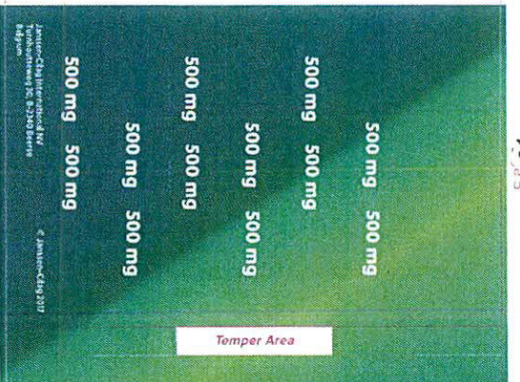 500 mg 500 mg
500 mg 500 mg
500 mg 500 mg
500 mg 500 mg
500 mg 500 mg
500 mg 500 mg
Janssen-Cilag International NV
Turnhoutseweg 30, B-2340 Beerse
Belgium
© Janssen-Cilag 2017
Temper Area